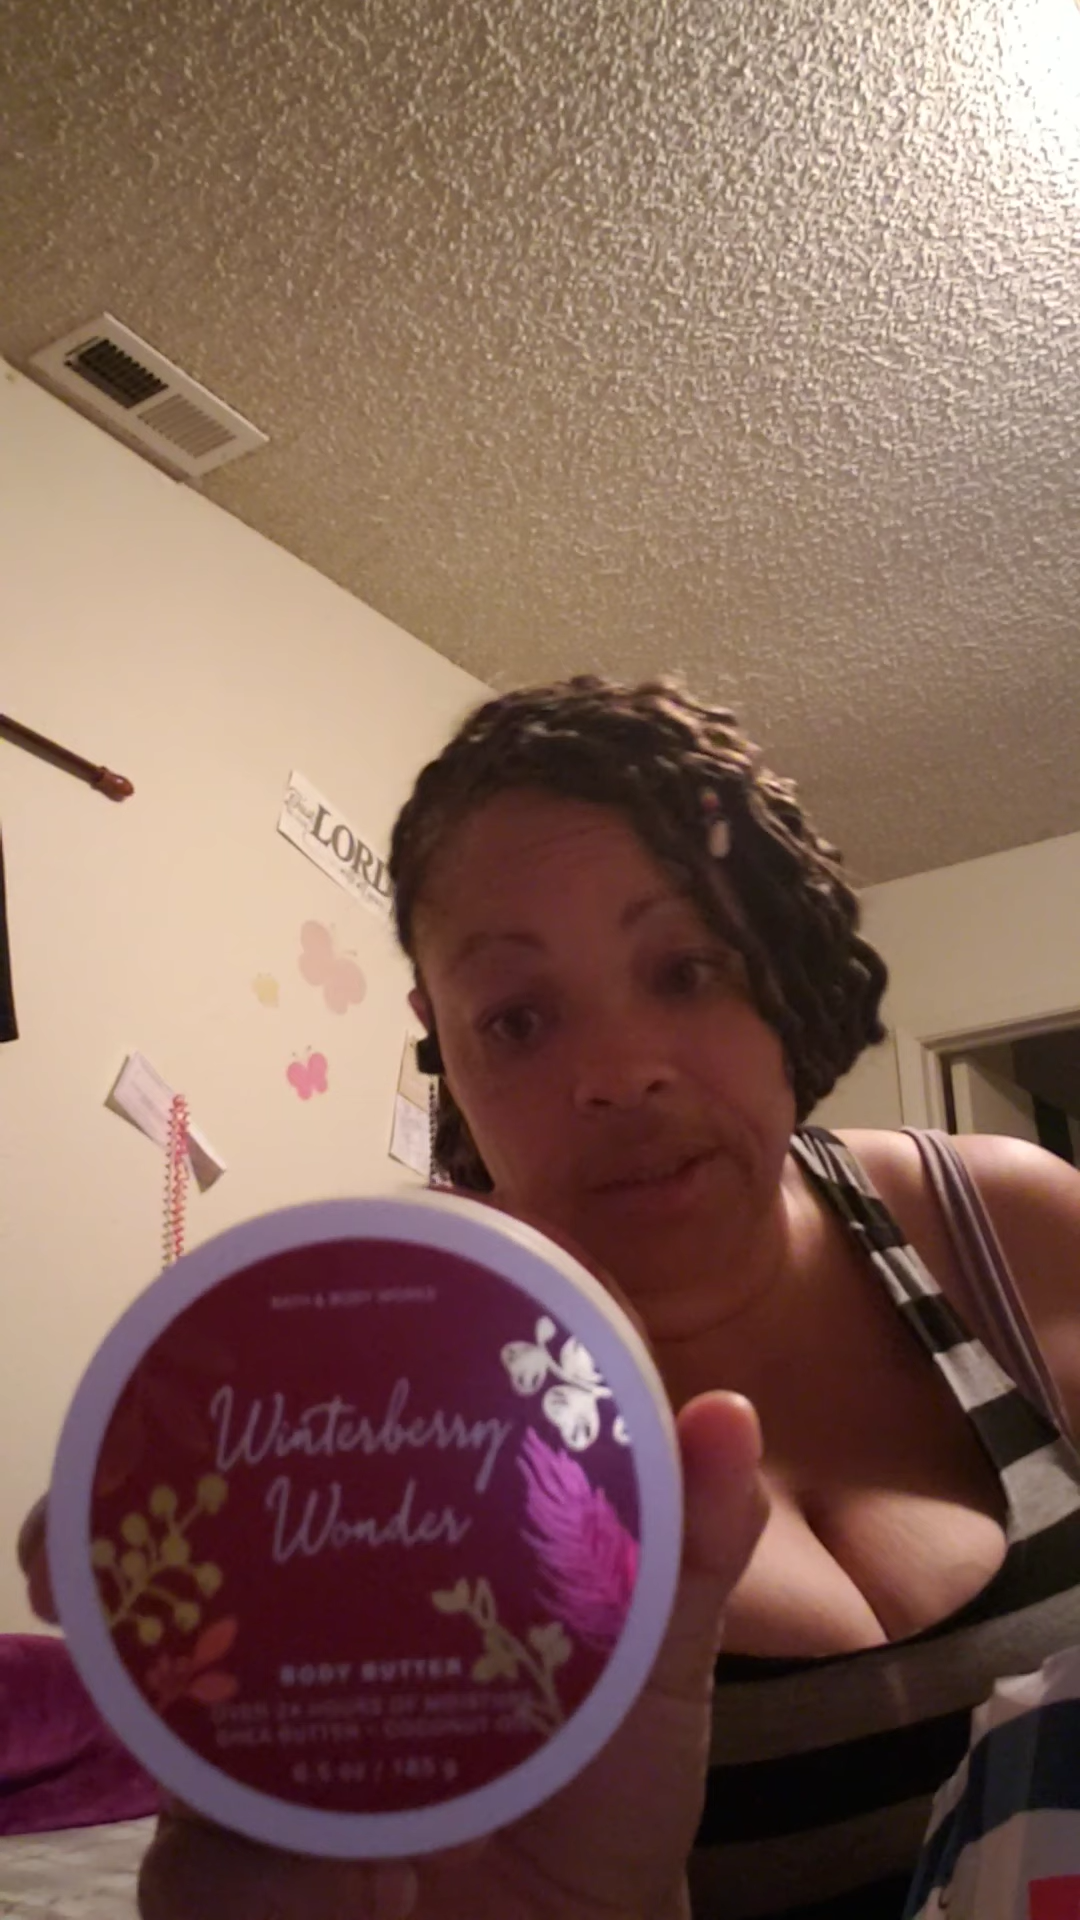 LORD
BATH & BODY WORKS
Winterberry
Wonder
BODY BUTTER
OVER 24 HOURS OF MOISTURE
SHEA BUTTER • COCONUT OIL
6.5 oz / 185 g